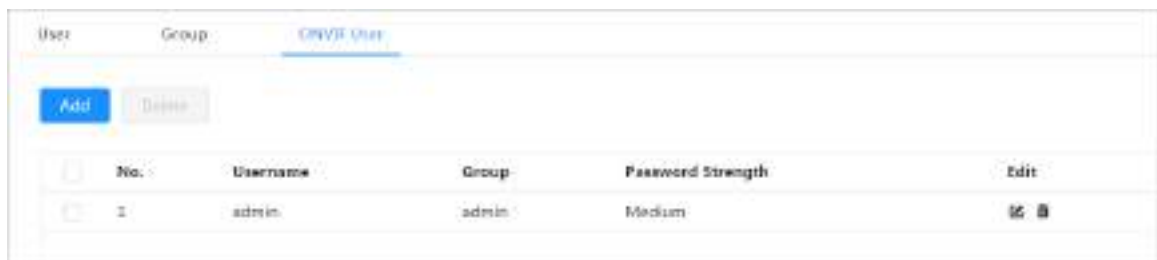 User Group ONVIF User
Add Delete
No. Username Group Password Strength Edit
1 admin admin Medium